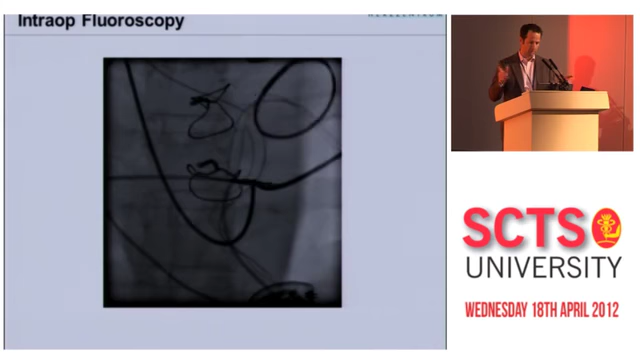 Intraop Fluoroscopy
SCTS
UNIVERSITY
WEDNESDAY 18TH APRIL 2012